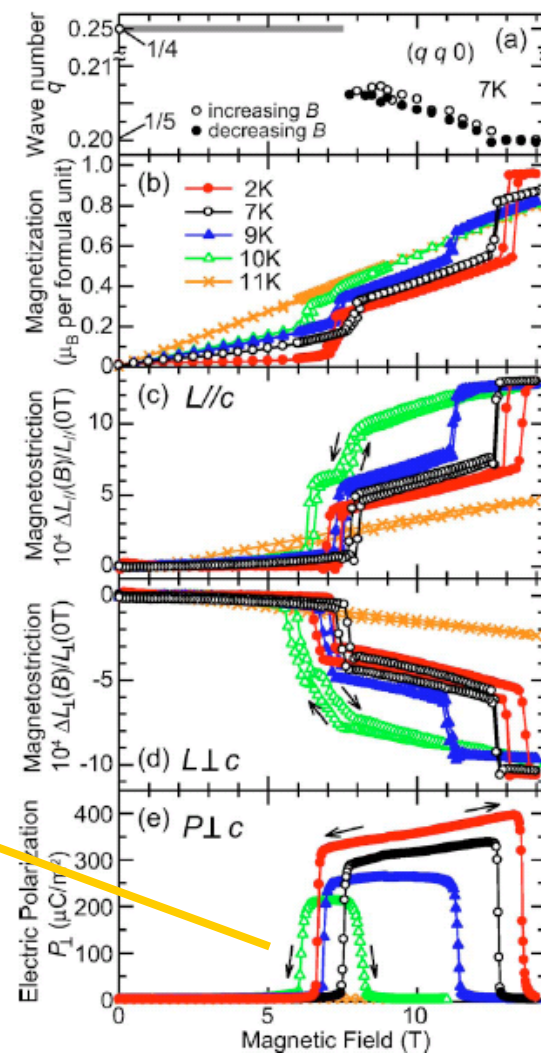 0.25
1/4
(a)
(q q 0)
7K
0.21
1/5
0.20
increasing B
decreasing B
Wave number
q
(b)
1.0
0.8
0.6
0.4
0.2
0
2K
7K
9K
10K
11K
Magnetization
(μB per formula unit)
(c)
L//c
10
5
0
Magnetostriction
10⁴ ΔL//(B)/L//(0T)
0
-5
-10
(d)
L⊥c
Magnetostriction
10⁴ ΔL⊥(B)/L⊥(0T)
(e)
P⊥c
400
300
200
100
0
Electric Polarization
P⊥ (μC/m²)
0
5
10
Magnetic Field (T)